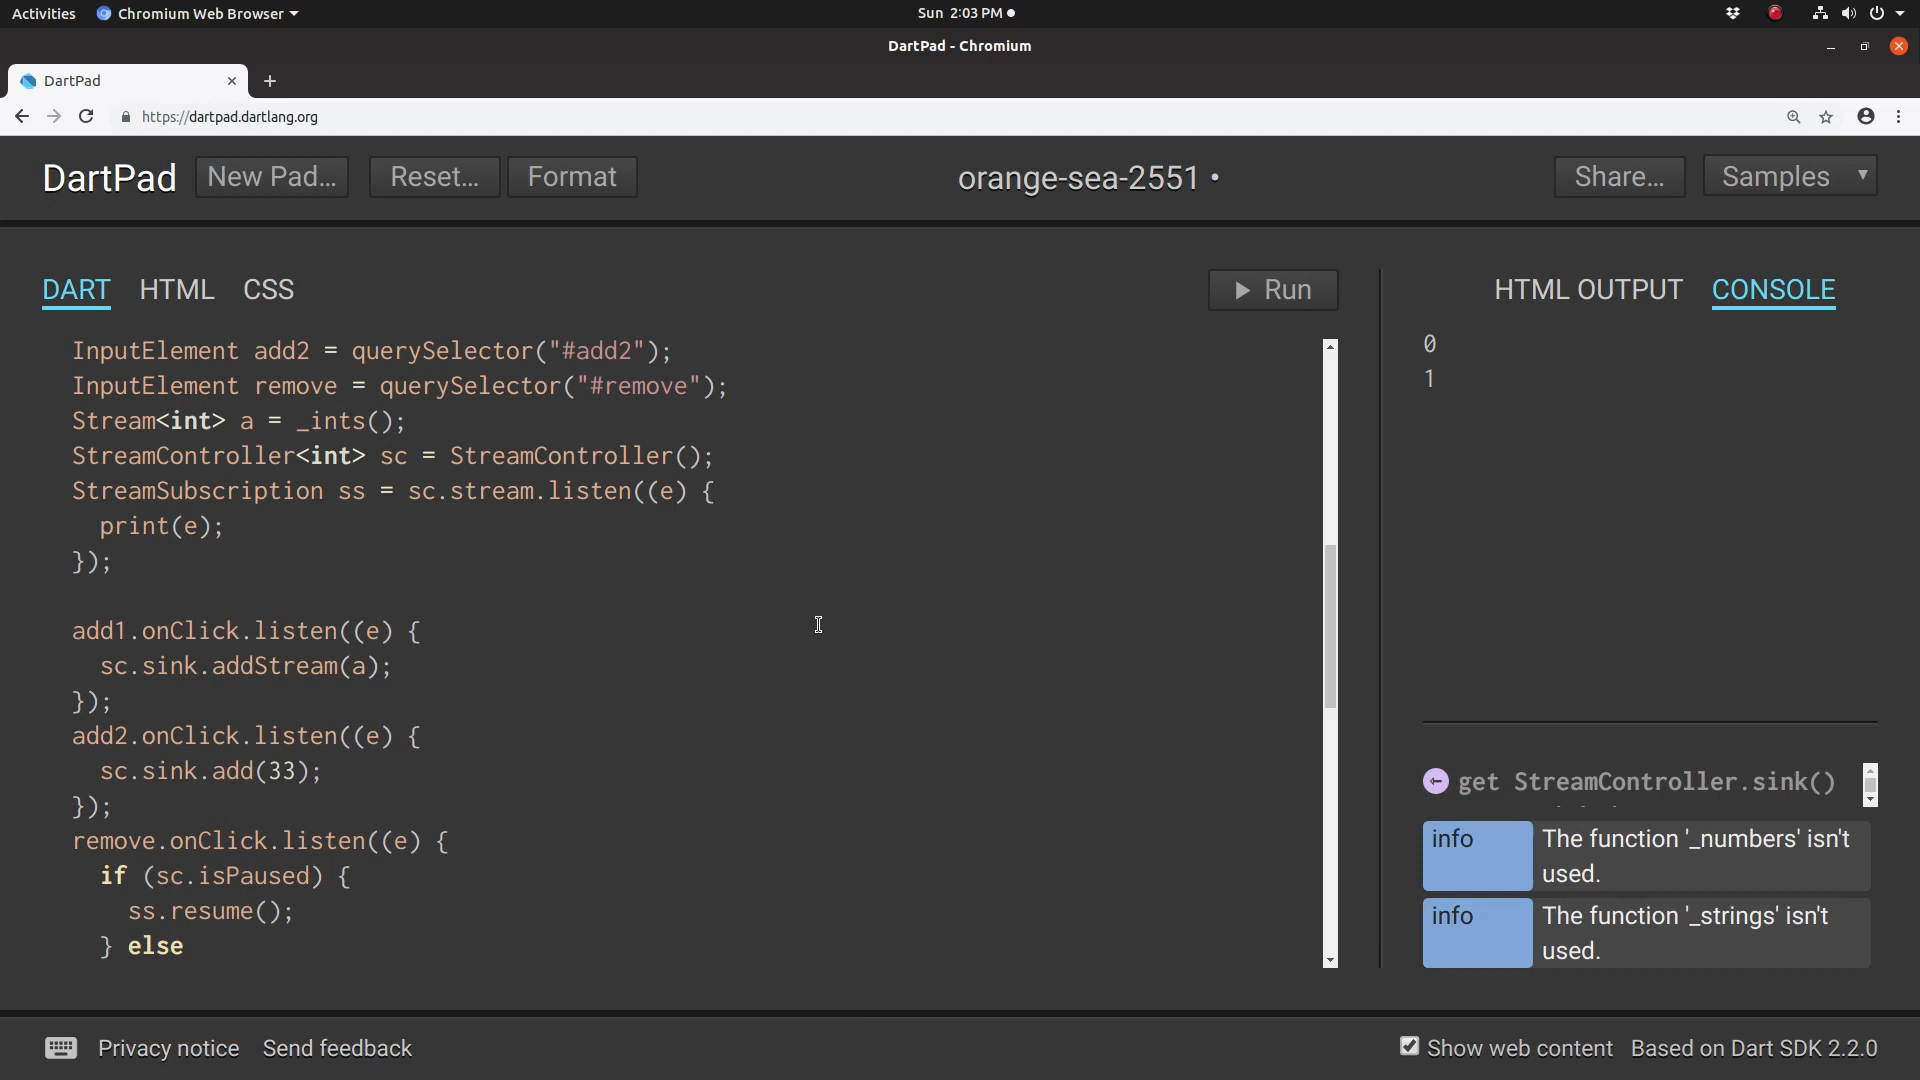 Activities
Chromium Web Browser
Sun 2:03 PM
DartPad - Chromium
DartPad
https://dartpad.dartlang.org
DartPad
New Pad...
Reset...
Format
orange-sea-2551 •
Share...
Samples
DART
HTML
CSS
Run
InputElement add2 = querySelector("#add2");
InputElement remove = querySelector("#remove");
Stream<int> a = _ints();
StreamController<int> sc = StreamController();
StreamSubscription ss = sc.stream.listen((e) {
print(e);
});
add1.onClick.listen((e) {
sc.sink.addStream(a);
});
add2.onClick.listen((e) {
sc.sink.add(33);
});
remove.onClick.listen((e) {
if (sc.isPaused) {
ss.resume();
} else
HTML OUTPUT
CONSOLE
0
1
get StreamController.sink()
info
The function '_numbers' isn't
used.
info
The function '_strings' isn't
used.
Privacy notice
Send feedback
Show web content
Based on Dart SDK 2.2.0